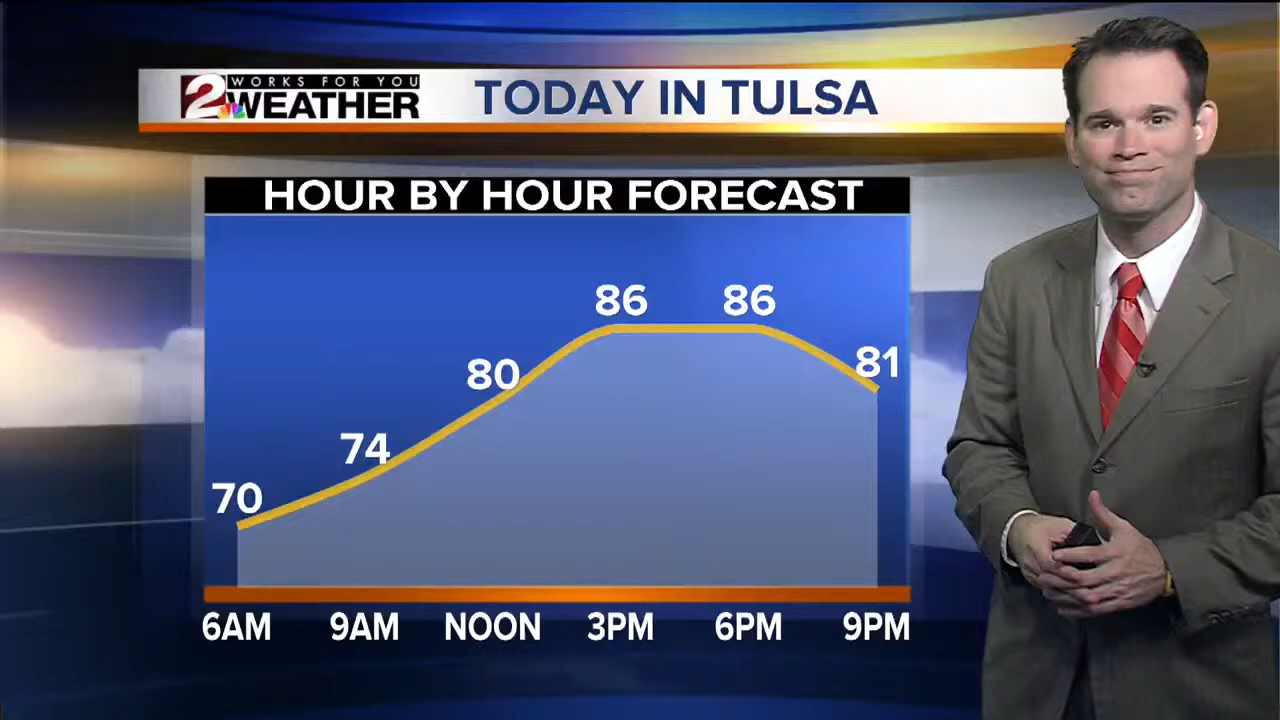 2 WORKS FOR YOU
WEATHER
TODAY IN TULSA
HOUR BY HOUR FORECAST
86 86
80 81
74
70
6AM 9AM NOON 3PM 6PM 9PM